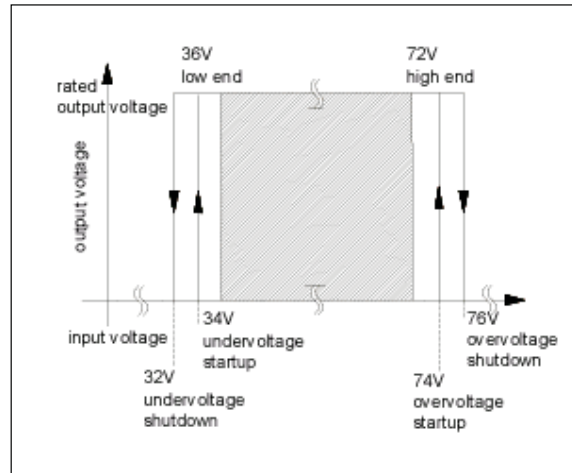 36V
low end
72V
high end
rated
output voltage
output voltage
input voltage
34V
undervoltage
startup
32V
undervoltage
shutdown
76V
overvoltage
shutdown
74V
overvoltage
startup